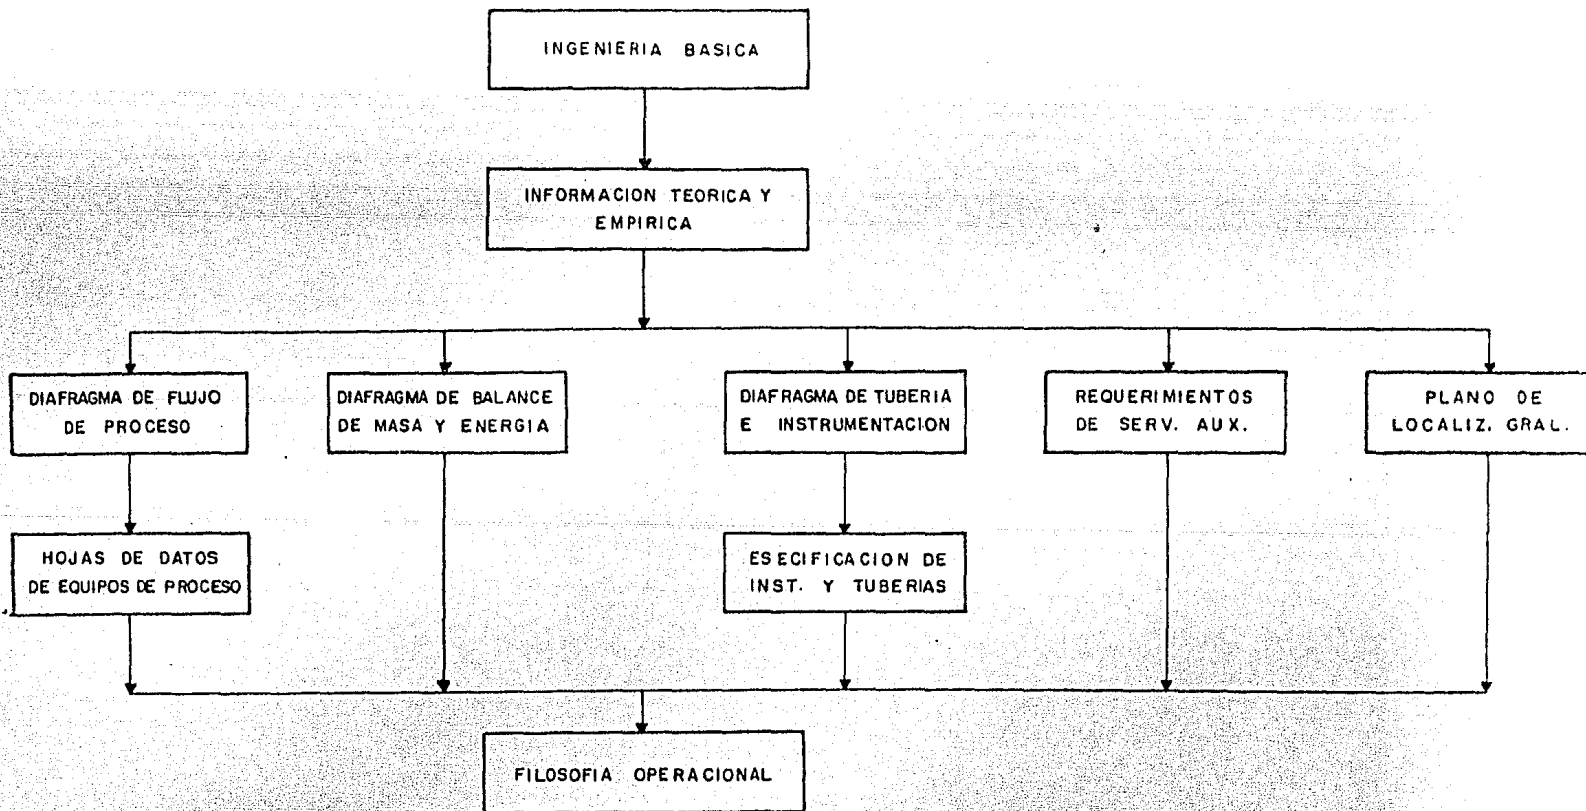 INGENIERIA BASICA
INFORMACION TEORICA Y
EMPIRICA
DIAFRAGMA DE FLUJO
DE PROCESO
DIAFRAGMA DE BALANCE
DE MASA Y ENERGIA
DIAFRAGMA DE TUBERIA
E INSTRUMENTACION
REQUERIMIENTOS
DE SERV. AUX.
PLANO DE
LOCALIZ. GRAL.
HOJAS DE DATOS
DE EQUIPOS DE PROCESO
ESECIFICACION DE
INST. Y TUBERIAS
FILOSOFIA OPERACIONAL